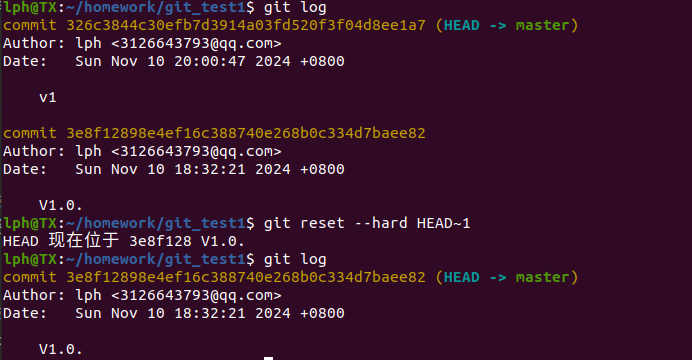 lph@TX:~/homework/git_test1$ git log
commit 326c3844c30efb7d3914a03fd520f3f04d8ee1a7 (HEAD -> master)
Author: lph <3126643793@qq.com>
Date:   Sun Nov 10 20:00:47 2024 +0800
    v1
commit 3e8f12898e4ef16c388740e268b0c334d7baee82
Author: lph <3126643793@qq.com>
Date:   Sun Nov 10 18:32:21 2024 +0800
    V1.0.
lph@TX:~/homework/git_test1$ git reset --hard HEAD~1
HEAD 现在位于 3e8f128 V1.0.
lph@TX:~/homework/git_test1$ git log
commit 3e8f12898e4ef16c388740e268b0c334d7baee82 (HEAD -> master)
Author: lph <3126643793@qq.com>
Date:   Sun Nov 10 18:32:21 2024 +0800
    V1.0.